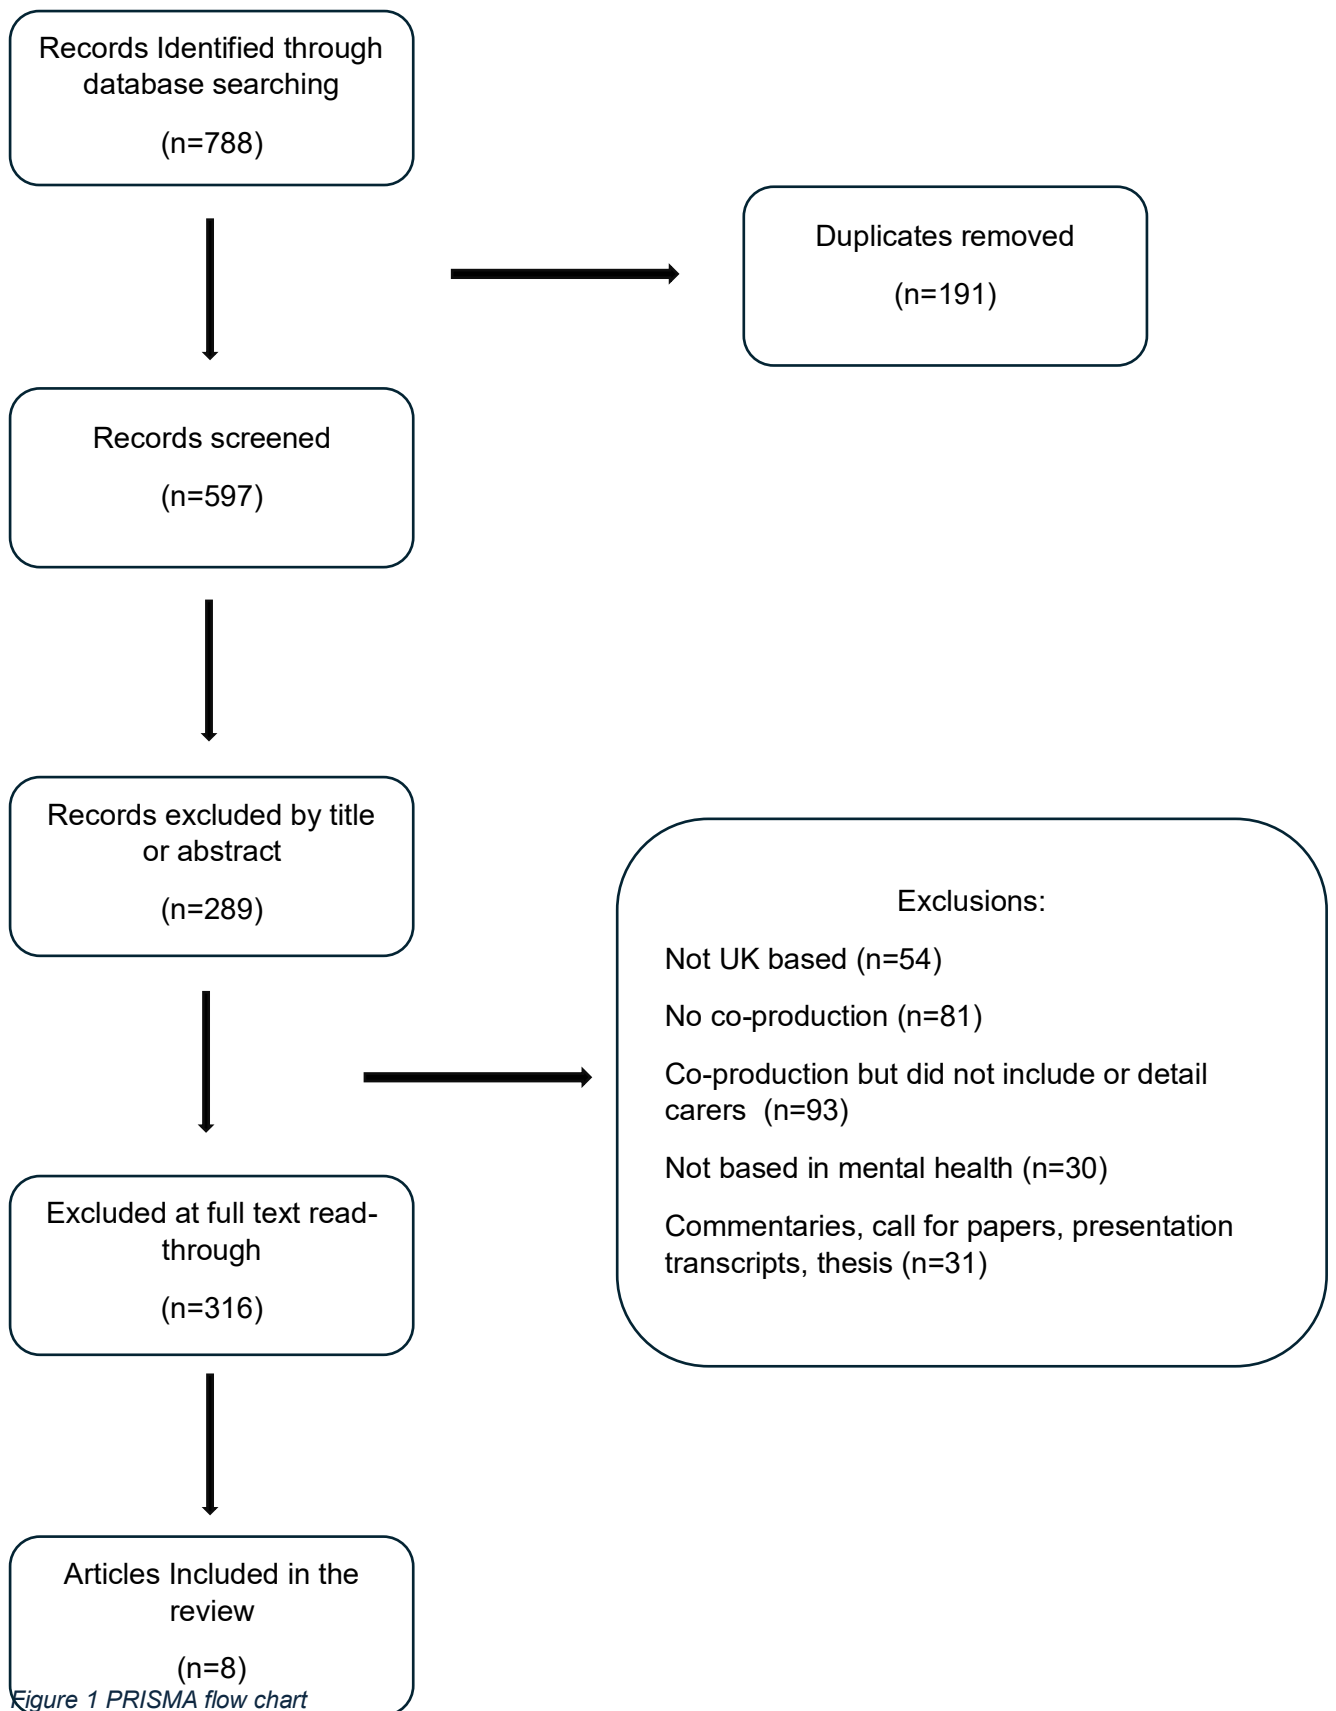 Records Identified through
database searching
(n=788)
Duplicates removed
(n=191)
Records screened
(n=597)
Records excluded by title
or abstract
(n=289)
Exclusions:
Not UK based (n=54)
No co-production (n=81)
Co-production but did not include or detail
carers (n=93)
Not based in mental health (n=30)
Commentaries, call for papers, presentation
transcripts, thesis (n=31)
Excluded at full text read-
through
(n=316)
Articles Included in the
review
(n=8)
Figure 1 PRISMA flow chart